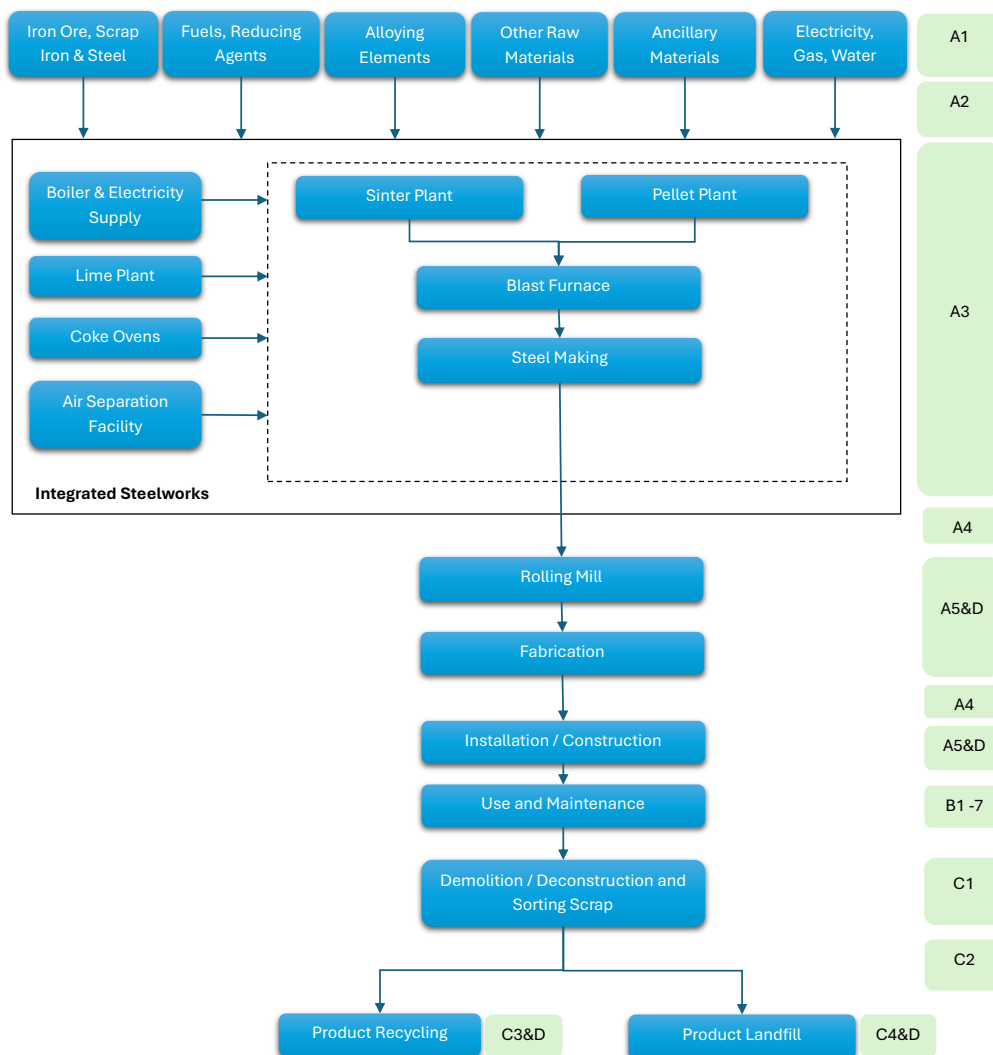 Iron Ore, Scrap
Iron & Steel
Fuels, Reducing
Agents
Alloying
Elements
Other Raw
Materials
Ancillary
Materials
Electricity,
Gas, Water
A1
A2
Boiler & Electricity
Supply
Sinter Plant
Pellet Plant
Lime Plant
Blast Furnace
A3
Coke Ovens
Steel Making
Air Separation
Facility
Integrated Steelworks
A4
Rolling Mill
A5&D
Fabrication
A4
Installation / Construction
A5&D
Use and Maintenance
B1 -7
Demolition / Deconstruction and
Sorting Scrap
C1
C2
Product Recycling
C3&D
Product Landfill
C4&D